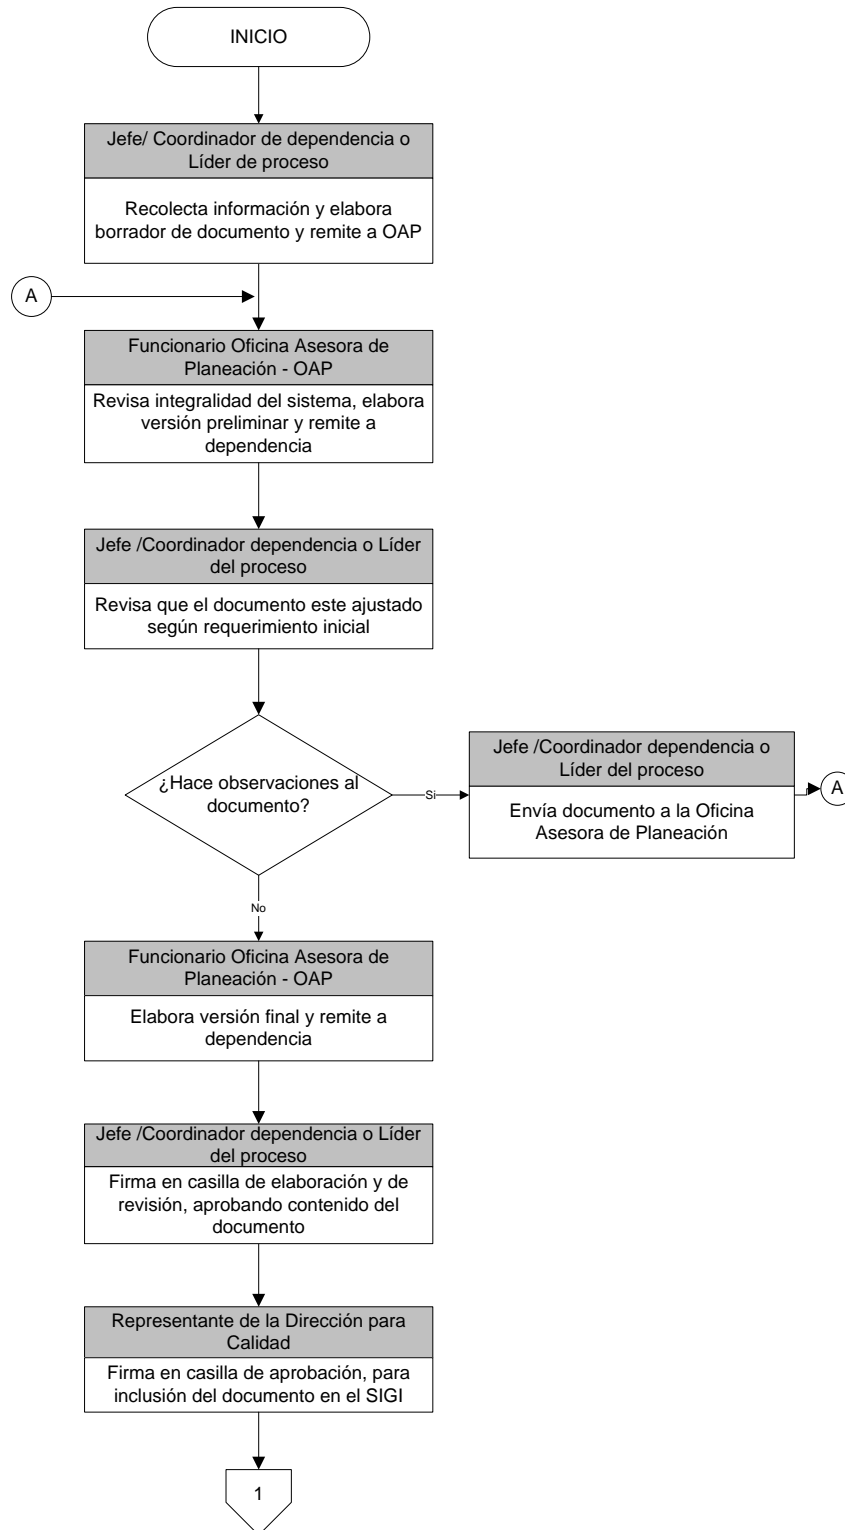 INICIO
Jefe/ Coordinador de dependencia o
Líder de proceso
Recolecta información y elabora
borrador de documento y remite a OAP
A
Funcionario Oficina Asesora de
Planeación - OAP
Revisa integralidad del sistema, elabora
versión preliminar y remite a
dependencia
Jefe /Coordinador dependencia o Líder
del proceso
Revisa que el documento este ajustado
según requerimiento inicial
¿Hace observaciones al
documento?
Si
Jefe /Coordinador dependencia o
Líder del proceso
Envía documento a la Oficina
Asesora de Planeación
A
No
Funcionario Oficina Asesora de
Planeación - OAP
Elabora versión final y remite a
dependencia
Jefe /Coordinador dependencia o Líder
del proceso
Firma en casilla de elaboración y de
revisión, aprobando contenido del
documento
Representante de la Dirección para
Calidad
Firma en casilla de aprobación, para
inclusión del documento en el SIGI
1